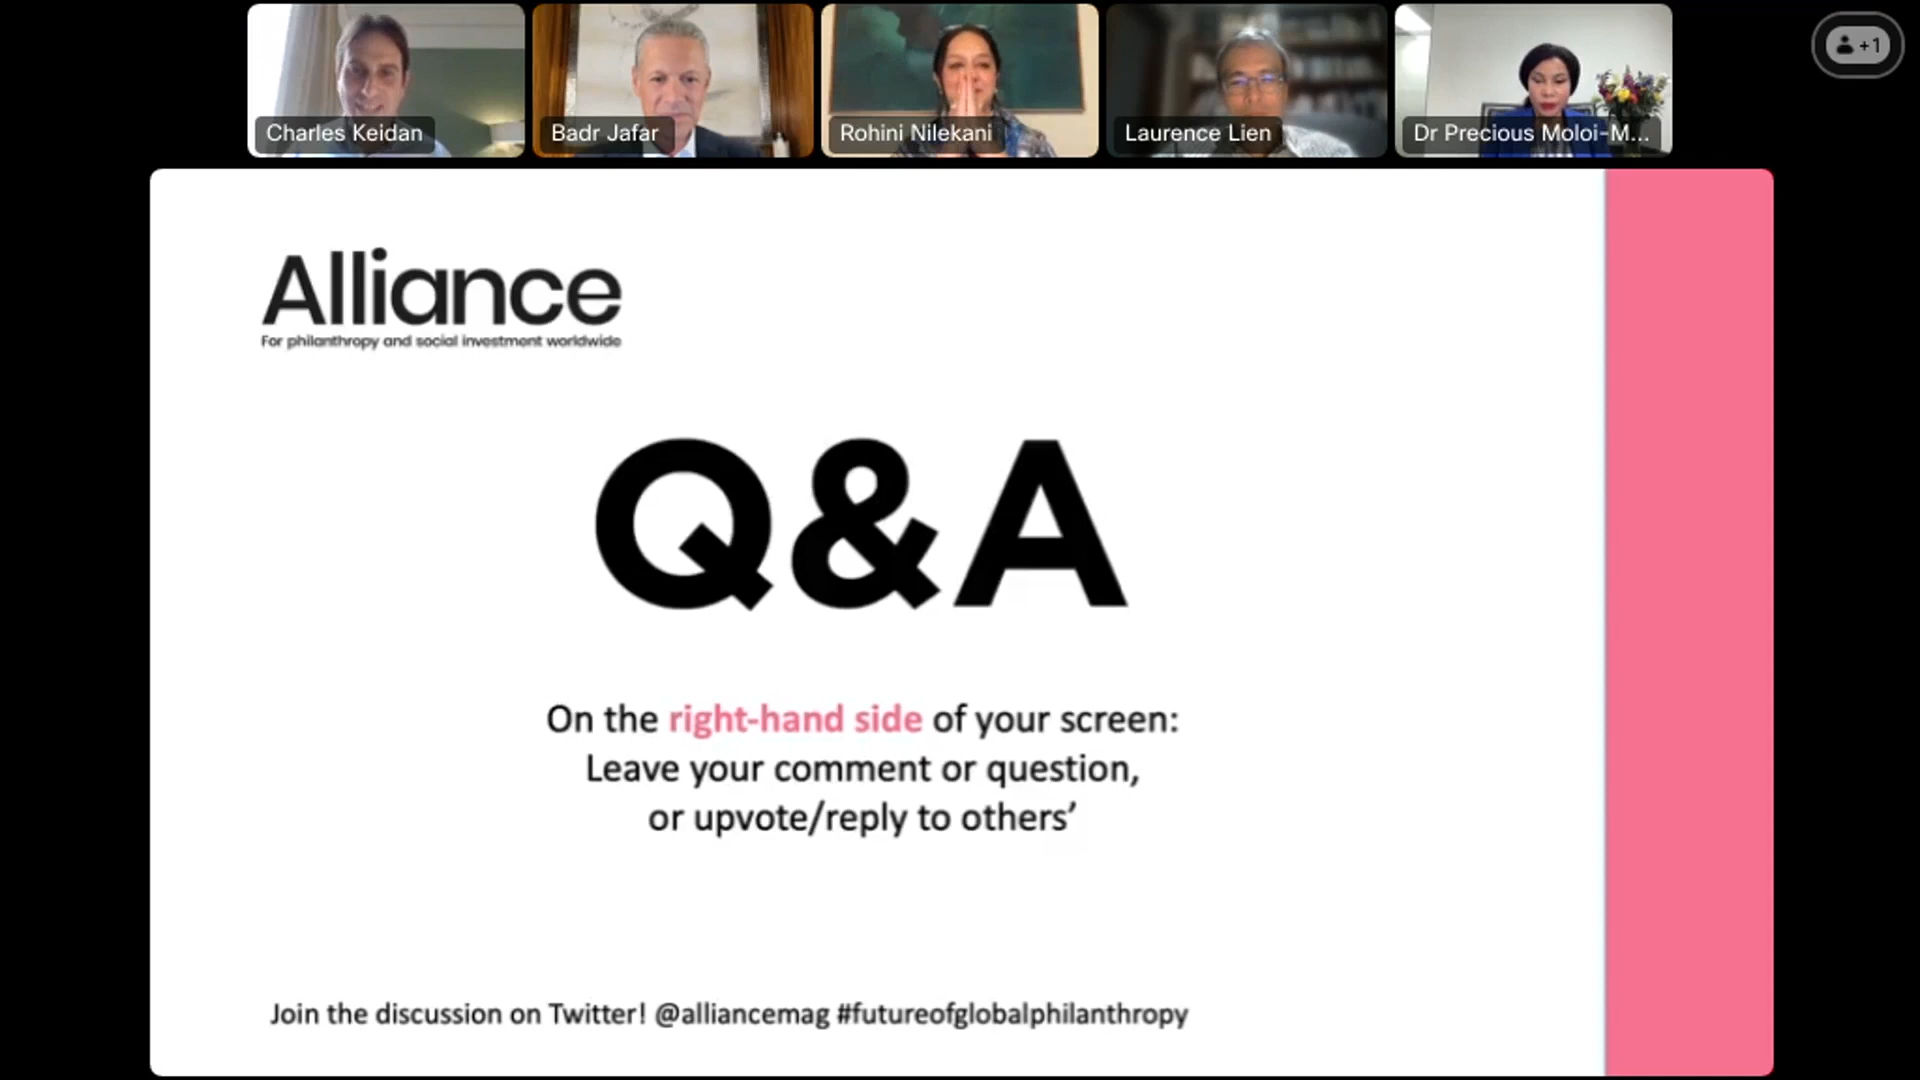 Charles Keidan
Badr Jafar
Rohini Nilekani
Laurence Lien
Dr Precious Moloi-M...
+1
Alliance
For philanthropy and social investment worldwide
Q&A
On the right-hand side of your screen:
Leave your comment or question,
or upvote/reply to others’
Join the discussion on Twitter! @alliancemag #futureofglobalphilanthropy